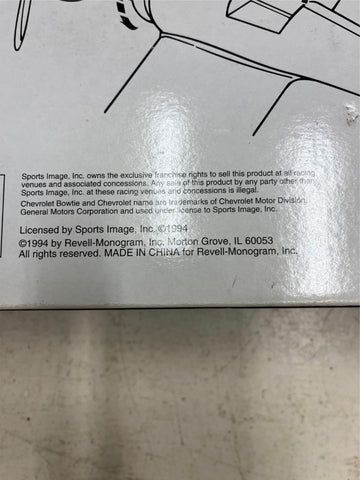 Sports Image, Inc. owns the exclusive franchise rights to sell this product at all racing
venues and associated concessions. Any sale of this product by any party other than
Sports Image, Inc. at these racing venues and concessions is illegal.
Chevrolet Bowtie and Chevrolet name are trademarks of Chevrolet Motor Division,
General Motors Corporation and used under license to Sports Image, Inc.
Licensed by Sports Image, Inc. ©1994
©1994 by Revell-Monogram, Inc. Morton Grove, IL 60053
All rights reserved. MADE IN CHINA for Revell-Monogram, Inc.